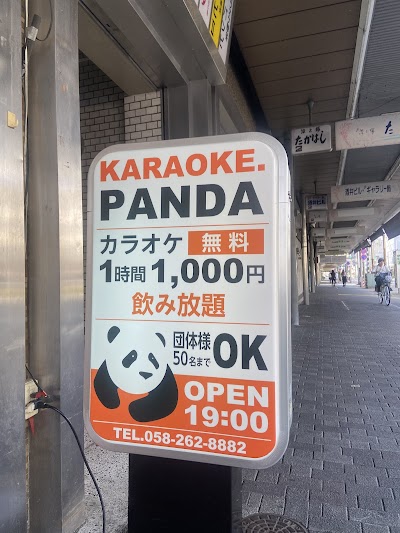 KARAOKE.
PANDA
カラオケ 無料
1時間 1,000円
飲み放題
団体様
50名まで OK
OPEN
19:00
TEL.058-262-8882
たかはし